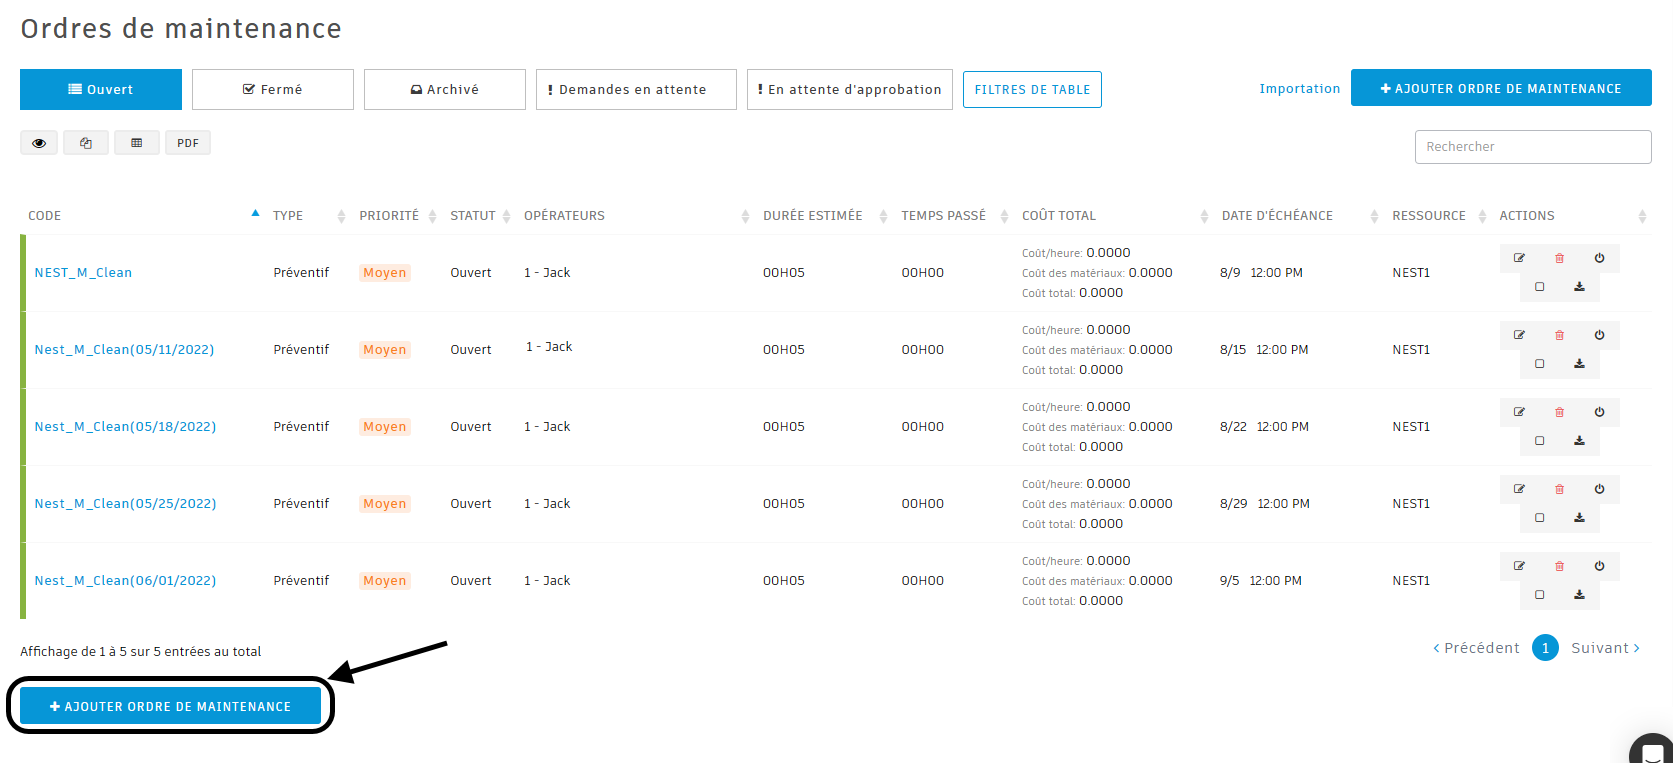 Ordres de maintenance
Ouvert Fermé Archivé ! Demandes en attente ! En attente d'approbation FILTRES DE TABLE Importation + AJOUTER ORDRE DE MAINTENANCE
PDF Rechercher
CODE TYPE PRIORITÉ STATUT OPÉRATEURS DURÉE ESTIMÉE TEMPS PASSÉ COÛT TOTAL DATE D'ÉCHÉANCE RESSOURCE ACTIONS
Coût/heure: 0.0000
NEST_M_Clean Préventif Moyen Ouvert 1 - Jack 00H05 00H00 Coût des matériaux: 0.0000 8/9 12:00 PM NEST1
Coût total: 0.0000
Coût/heure: 0.0000
Nest_M_Clean(05/11/2022) Préventif Moyen Ouvert 1 - Jack 00H05 00H00 Coût des matériaux: 0.0000 8/15 12:00 PM NEST1
Coût total: 0.0000
Coût/heure: 0.0000
Nest_M_Clean(05/18/2022) Préventif Moyen Ouvert 1 - Jack 00H05 00H00 Coût des matériaux: 0.0000 8/22 12:00 PM NEST1
Coût total: 0.0000
Coût/heure: 0.0000
Nest_M_Clean(05/25/2022) Préventif Moyen Ouvert 1 - Jack 00H05 00H00 Coût des matériaux: 0.0000 8/29 12:00 PM NEST1
Coût total: 0.0000
Coût/heure: 0.0000
Nest_M_Clean(06/01/2022) Préventif Moyen Ouvert 1 - Jack 00H05 00H00 Coût des matériaux: 0.0000 9/5 12:00 PM NEST1
Coût total: 0.0000
Affichage de 1 à 5 sur 5 entrées au total < Précédent 1 Suivant >
+ AJOUTER ORDRE DE MAINTENANCE